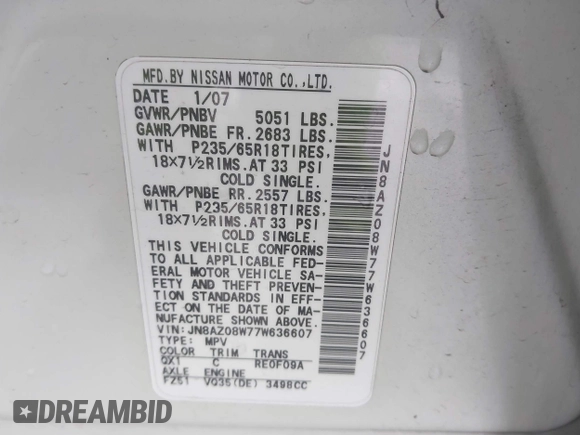 MFD.BY NISSAN MOTOR CO.,LTD.
DATE 1/07
GVWR/PNBV 5051 LBS.
GAWR/PNBE FR. 2683 LBS.
WITH P235/65R18TIRES,
18×7½RIMS.AT 33 PSI
COLD SINGLE.
GAWR/PNBE RR. 2557 LBS.
WITH P235/65R18TIRES,
18×7½RIMS.AT 33 PSI
COLD SINGLE.
THIS VEHICLE CONFORMS
TO ALL APPLICABLE FED-
ERAL MOTOR VEHICLE SA-
FETY AND THEFT PREVEN-
TION STANDARDS IN EFF-
ECT ON THE DATE OF MA-
NUFACTURE SHOWN ABOVE.
VIN: JN8AZ08W77W636607
TYPE: MPV
COLOR TRIM TRANS
QX1 C RE0F09A
AXLE ENGINE
FZ51 VQ35(DE) 3498CC
JN8AZ08W77W636607
DREAMBID